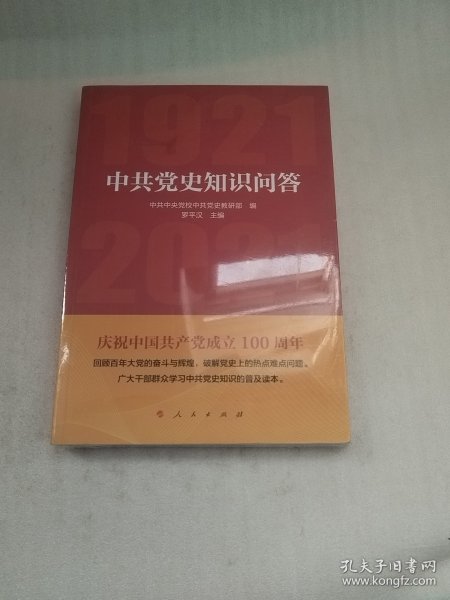 1921
中共党史知识问答
中共中央党校中共党史教研部 编
罗平汉 主编
2021
庆祝中国共产党成立100周年
回顾百年大党的奋斗与辉煌，破解党史上的热点难点问题。
广大干部群众学习中共党史知识的普及读本。
人民出版社
孔夫子旧书网
www.kongfz.com